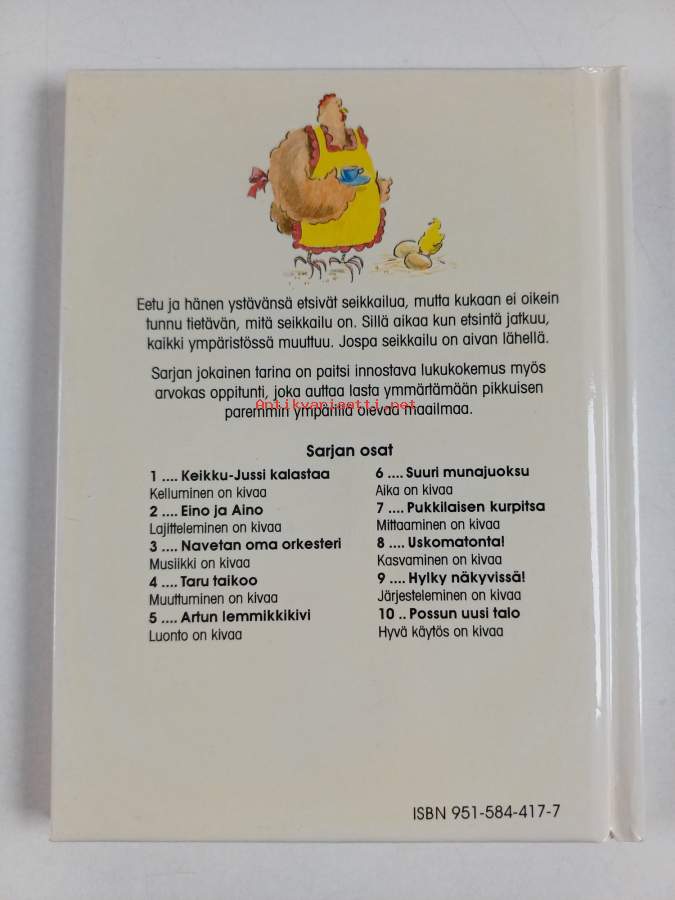 Eetu ja hänen ystävänsä etsivät seikkailua, mutta kukaan ei oikein
tunnu tietävän, mitä seikkailu on. Sillä aikaa kun etsintä jatkuu,
kaikki ympäristössä muuttuu. Jospa seikkailu on aivan lähellä.
Sarjan jokainen tarina on paitsi innostava lukukokemus myös
arvokas oppitunti, joka auttaa lasta ymmärtämään pikkuisen
paremmin ympärillä olevaa maailmaa.
Antikvariaatti.net
Sarjan osat
1 .... Keikku-Jussi kalastaa
Kelluminen on kivaa
2 .... Eino ja Aino
Lajitteleminen on kivaa
3 .... Navetan oma orkesteri
Musiikki on kivaa
4 .... Taru taikoo
Muuttuminen on kivaa
5 .... Artun lemmikkikivi
Luonto on kivaa
6 .... Suuri munajuoksu
Aika on kivaa
7 .... Pukkilaisen kurpitsa
Mittaaminen on kivaa
8 .... Uskomatonta!
Kasvaminen on kivaa
9 .... Hylky näkyvissä!
Järjesteleminen on kivaa
10 .. Possun uusi talo
Hyvä käytös on kivaa
ISBN 951-584-417-7